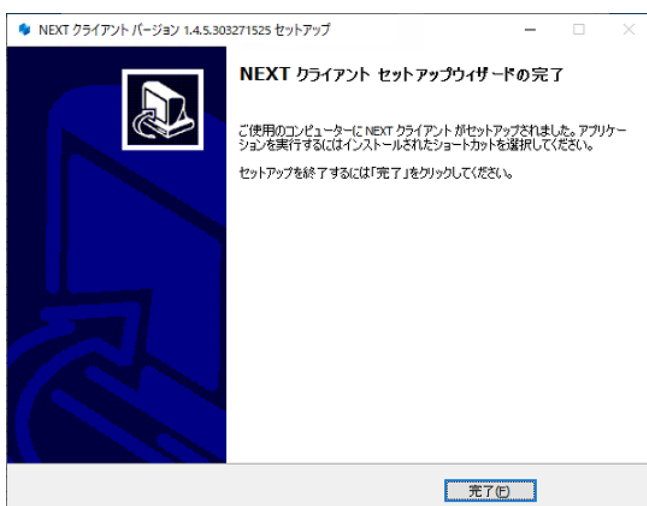 NEXT クライアント バージョン 1.4.5.303271525 セットアップ
NEXT クライアント セットアップウィザードの完了
ご使用のコンピューターに NEXT クライアント がセットアップされました。アプリケー
ションを実行するにはインストールされたショートカットを選択してください。
セットアップを終了するには「完了」をクリックしてください。
完了(F)